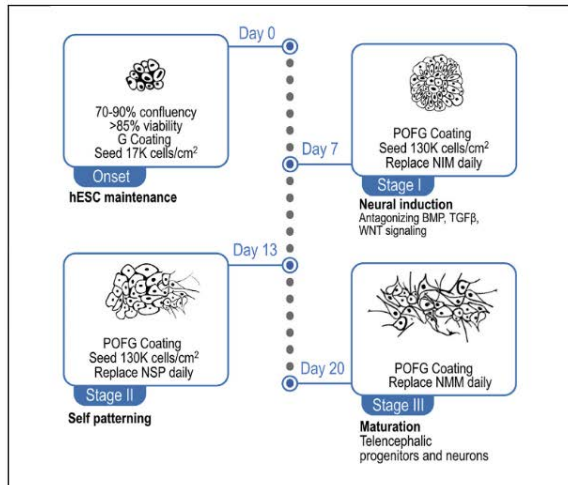 Day 0
70-90% confluency
>85% viability
G Coating
Seed 17K cells/cm²
Onset
hESC maintenance
Day 7
POFG Coating
Seed 130K cells/cm²
Replace NIM daily
Stage I
Neural induction
Antagonizing BMP, TGFβ,
WNT signaling
Day 13
POFG Coating
Seed 130K cells/cm²
Replace NSP daily
Stage II
Self patterning
Day 20
POFG Coating
Replace NMM daily
Stage III
Maturation
Telencephalic
progenitors and neurons